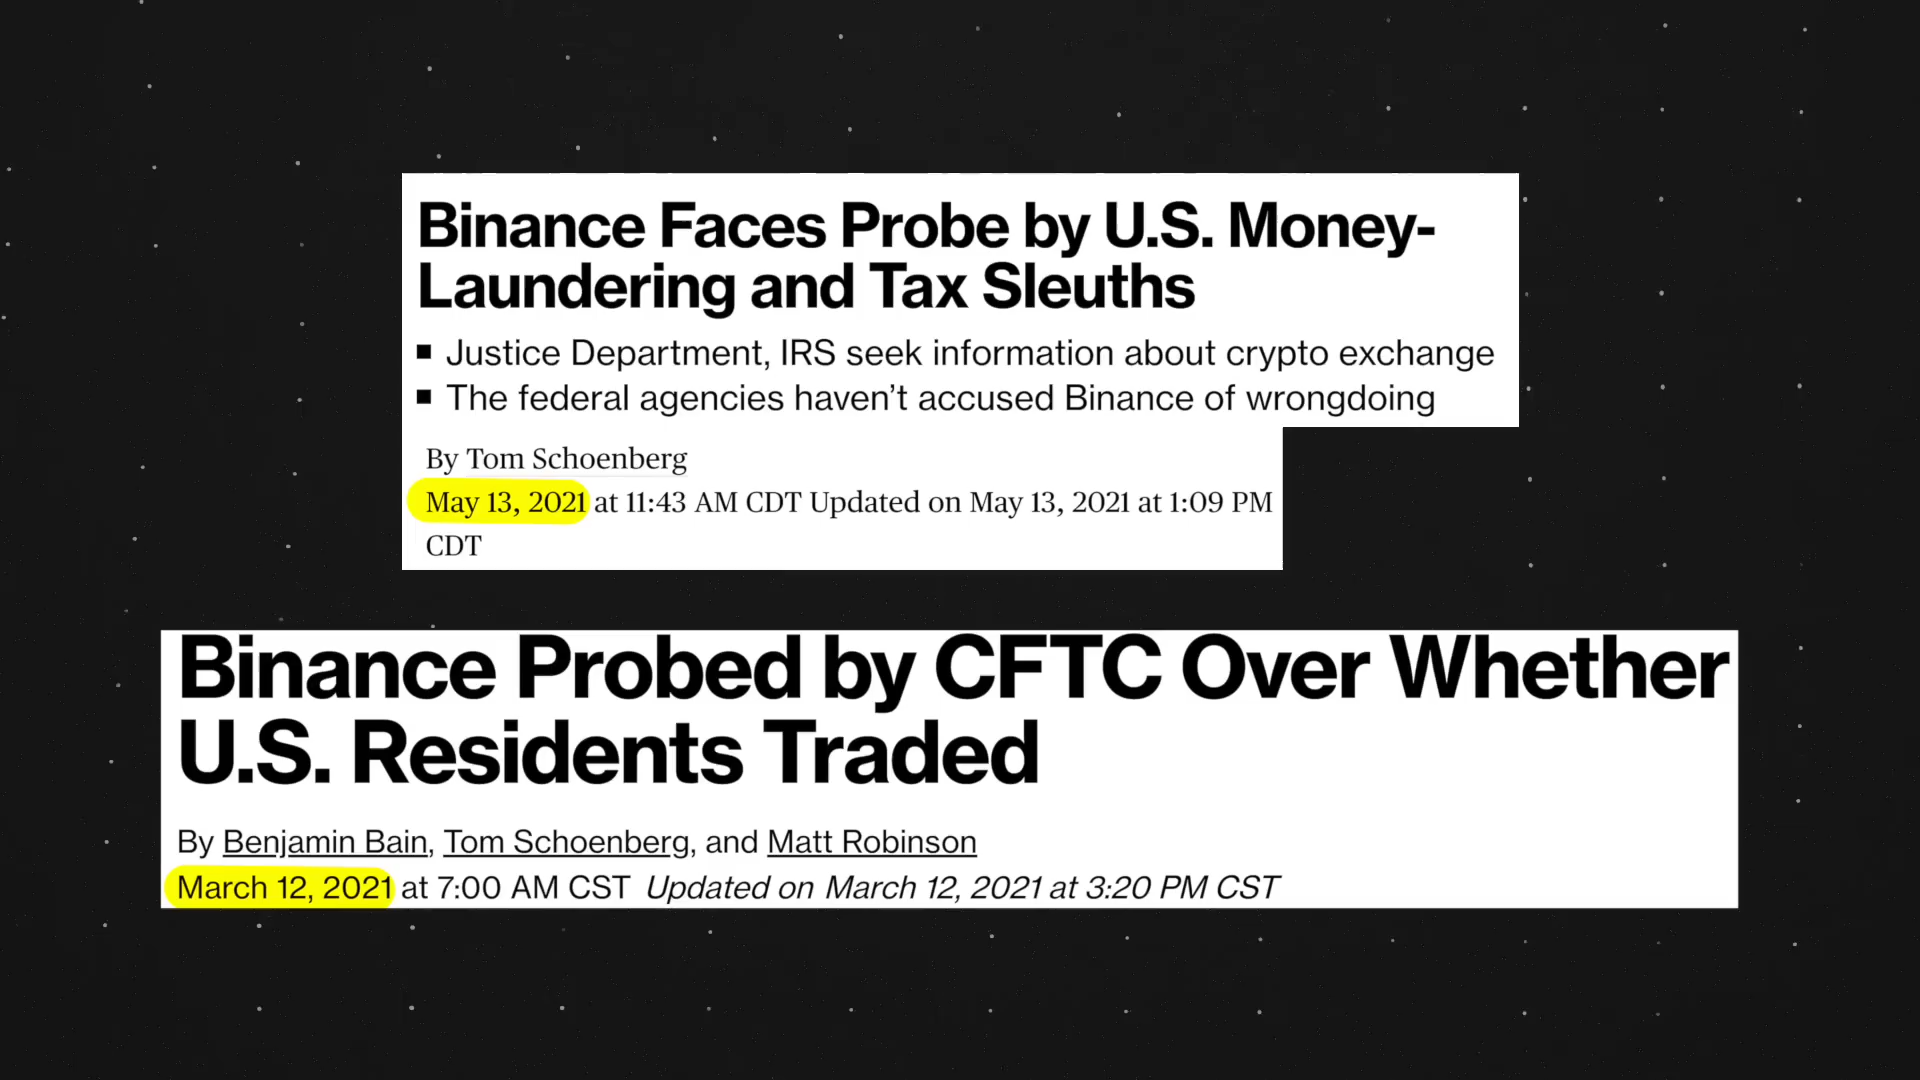 Binance Faces Probe by U.S. Money-
Laundering and Tax Sleuths
■ Justice Department, IRS seek information about crypto exchange
■ The federal agencies haven’t accused Binance of wrongdoing
By Tom Schoenberg
May 13, 2021 at 11:43 AM CDT Updated on May 13, 2021 at 1:09 PM
CDT
Binance Probed by CFTC Over Whether
U.S. Residents Traded
By Benjamin Bain, Tom Schoenberg, and Matt Robinson
March 12, 2021 at 7:00 AM CST Updated on March 12, 2021 at 3:20 PM CST